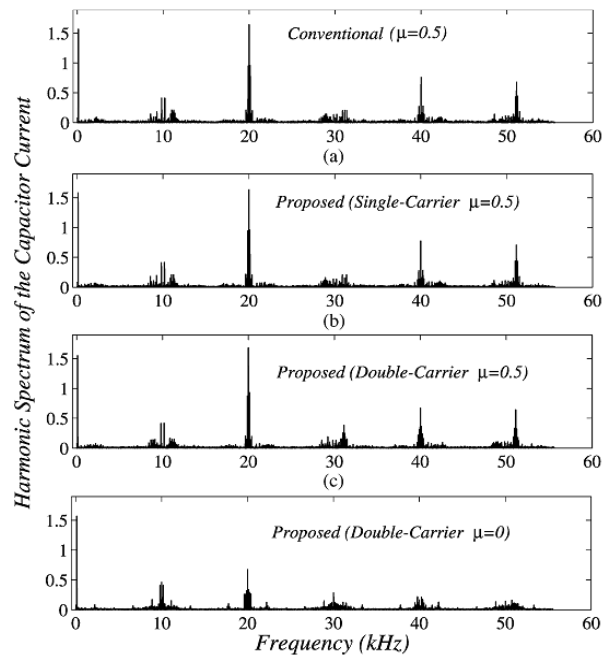 Harmonic Spectrum of the Capacitor Current
Conventional (μ=0.5)
1.5
1
0.5
0
0 10 20 30 40 50 60
(a)
Proposed (Single-Carrier μ=0.5)
1.5
1
0.5
0
0 10 20 30 40 50 60
(b)
Proposed (Double-Carrier μ=0.5)
1.5
1
0.5
0
0 10 20 30 40 50 60
(c)
Proposed (Double-Carrier μ=0)
1.5
1
0.5
0
0 10 20 30 40 50 60
Frequency (kHz)